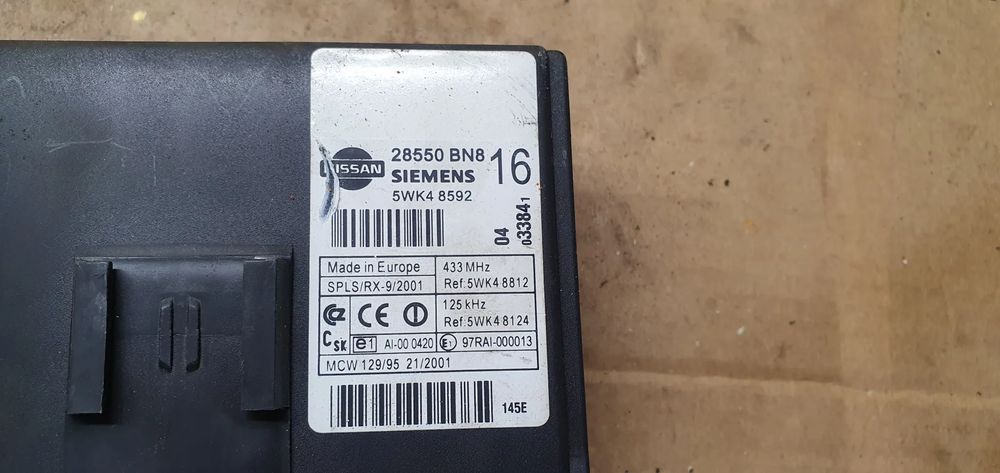 NISSAN
28550 BN8 16
SIEMENS
5WK4 8592
04
033841
Made in Europe
433 MHz
SPLS/RX-9/2001
Ref:5WK4 8812
125 kHz
CE
Ref:5WK4 8124
CSK
e1
AI-00 0420
E1
97RAI-000013
MCW 129/95 21/2001
145E